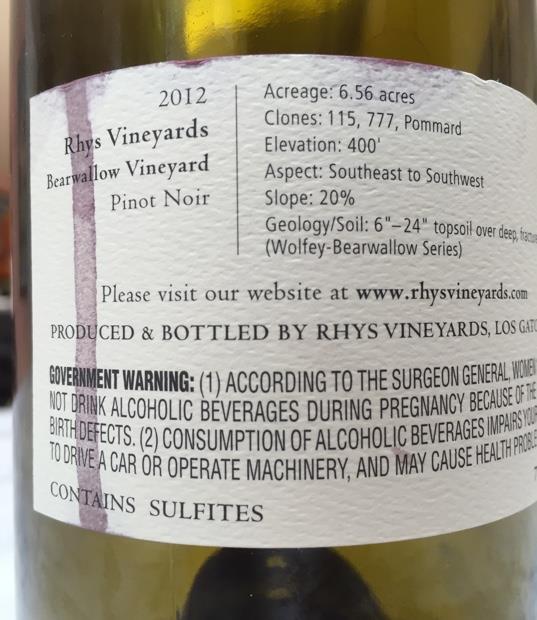 2012
Rhys Vineyards
Bearwallow Vineyard
Pinot Noir
Acreage: 6.56 acres
Clones: 115, 777, Pommard
Elevation: 400'
Aspect: Southeast to Southwest
Slope: 20%
Geology/Soil: 6"–24" topsoil over deep,
(Wolfey-Bearwallow Series)
Please visit our website at www.rhysvineyards.com
PRODUCED & BOTTLED BY RHYS VINEYARDS, LOS
GOVERNMENT WARNING: (1) ACCORDING TO THE SURGEON GENERAL, WOMEN
NOT DRINK ALCOHOLIC BEVERAGES DURING PREGNANCY BECAUSE OF THE
BIRTH DEFECTS. (2) CONSUMPTION OF ALCOHOLIC BEVERAGES IMPAIRS YOUR
TO DRIVE A CAR OR OPERATE MACHINERY, AND MAY CAUSE HEALTH
CONTAINS SULFITES